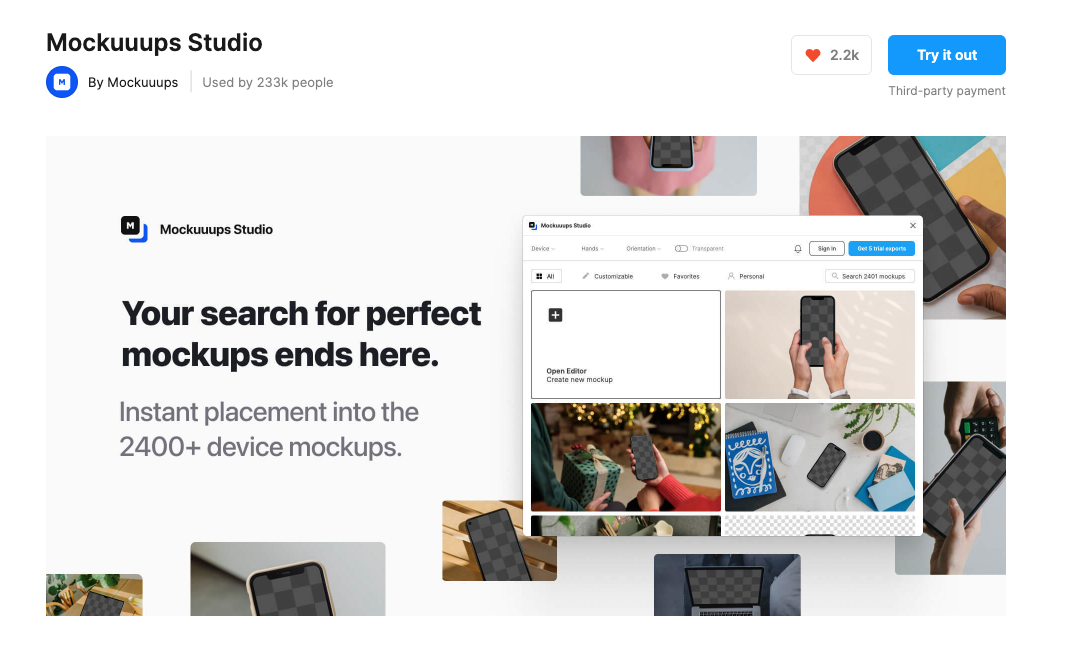 Mockuuups Studio
M
By Mockuuups
Used by 233k people
2.2k
Try it out
Third-party payment
M
Mockuuups Studio
Your search for perfect
mockups ends here.
Instant placement into the
2400+ device mockups.
M
Mockuuups Studio
Device
Hands
Orientation
Transparent
Sign In
Get 5 trial exports
All
Customizable
Favorites
Personal
Search 2401 mockups
Open Editor
Create new mockup